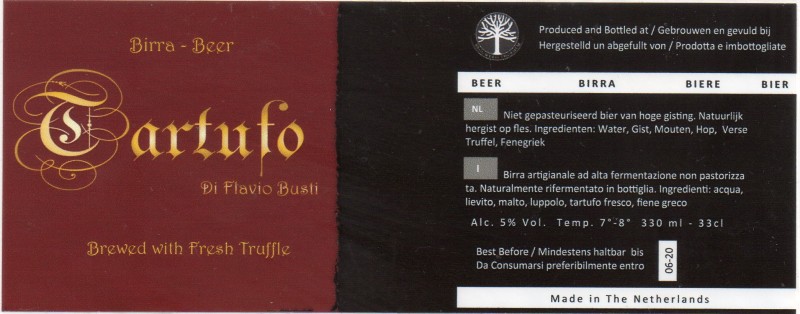 Birra - Beer
Tartufo
Di Flavio Busti
Brewed with Fresh Truffle
Produced and Bottled at / Gebrouwen en gevuld bij
Hergestelld un abgefullt von / Prodotta e imbottogliate
BEER BIRRA BIERE BIER
NL Niet gepasteuriseerd bier van hoge gisting. Natuurlijk
hergist op fles. Ingredienten: Water, Gist, Mouten, Hop, Verse
Truffel, Fenegriek
I Birra artigianale ad alta fermentazione non pastorizza
ta. Naturalmente rifermentato in bottiglia. Ingredienti: acqua,
lievito, malto, luppolo, tartufo fresco, fiene greco
Alc. 5% Vol. Temp. 7°-8° 330 ml - 33cl
Best Before / Mindestens haltbar bis
Da Consumarsi preferibilmente entro
06-20
Made in The Netherlands